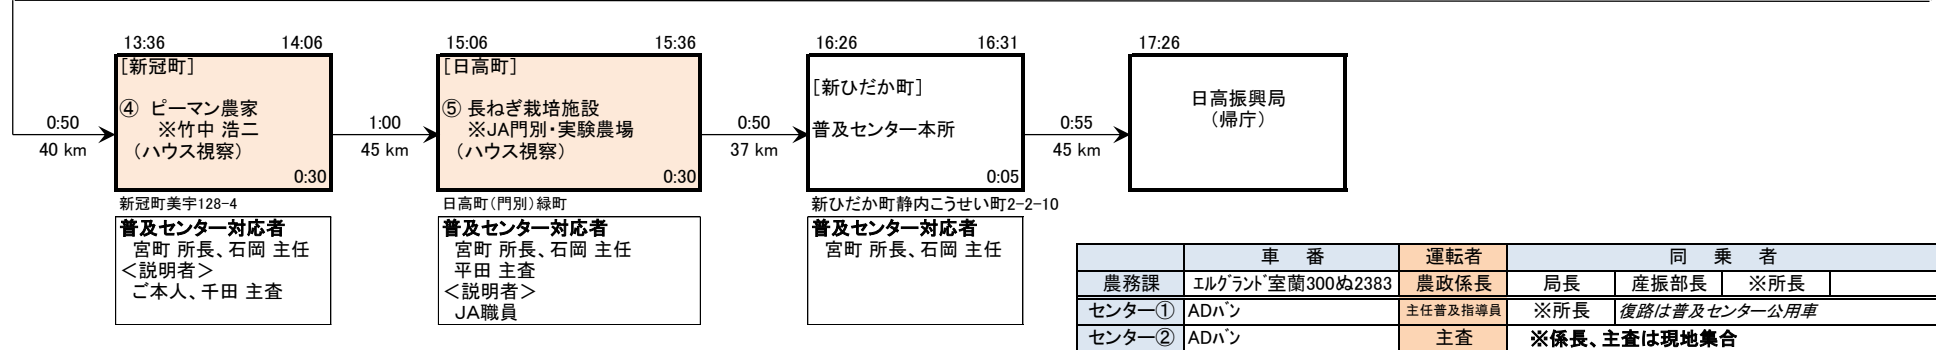 13:36 14:06
[新冠町]
④ ピーマン農家
※竹中 浩二
（ハウス視察）
0:30
新冠町美宇128-4
普及センター対応者
宮町 所長、石岡 主任
＜説明者＞
ご本人、千田 主査
0:50
40 km
15:06 15:36
[日高町]
⑤ 長ねぎ栽培施設
※JA門別・実験農場
（ハウス視察）
0:30
日高町（門別）緑町
普及センター対応者
宮町 所長、石岡 主任
平田 主査
＜説明者＞
JA職員
1:00
45 km
16:26 16:31
[新ひだか町]
普及センター本所
0:05
新ひだか町静内こうせい町2-2-10
普及センター対応者
宮町 所長、石岡 主任
0:50
37 km
17:26
日高振興局
（帰庁）
0:55
45 km
車 番 運転者 同 乗 者
農務課 ｴﾙｸﾞﾗﾝﾄﾞ室蘭300ぬ2383 農政係長 局長 産振部長 ※所長
センター① ADﾊﾞﾝ 主任普及指導員 ※所長 復路は普及センター公用車
センター② ADﾊﾞﾝ 主査 ※係長、主査は現地集合